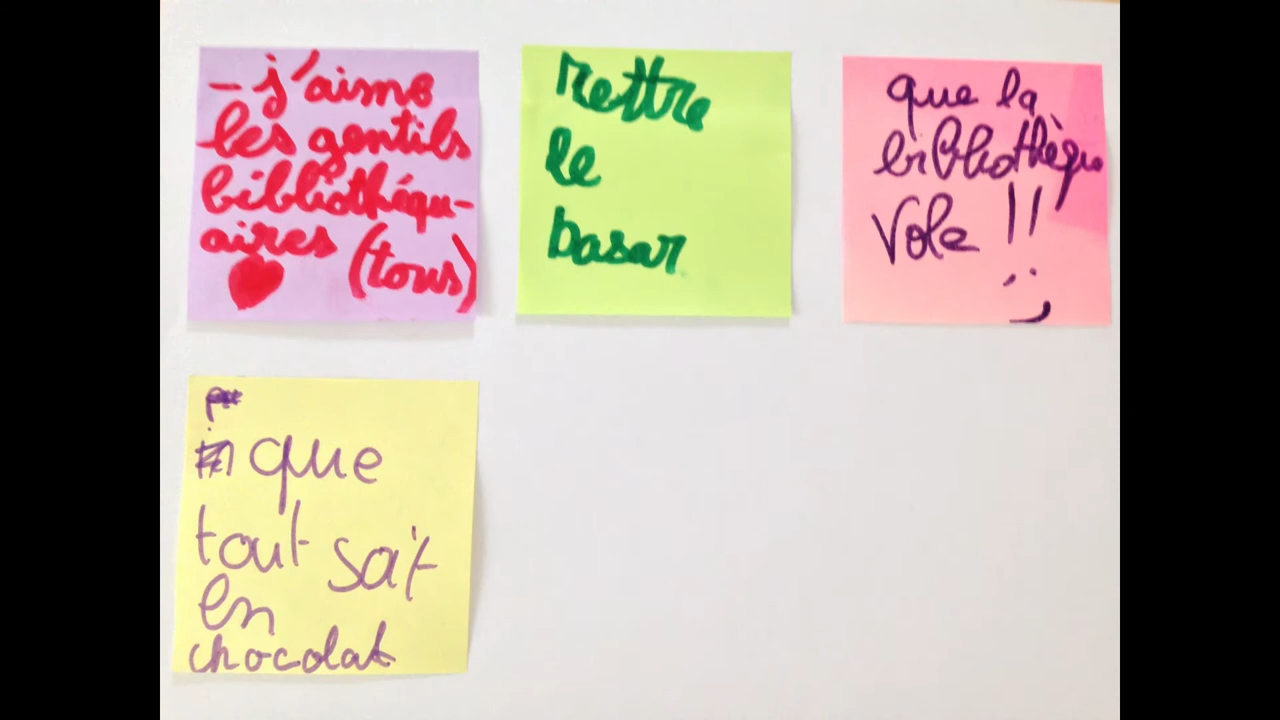 - j'aime
les gentils
bibliothéqu-
aires (tous)
Mettre
le
basar
que la
bibliothèque
vole !!
que
tout sait
en
chocolat